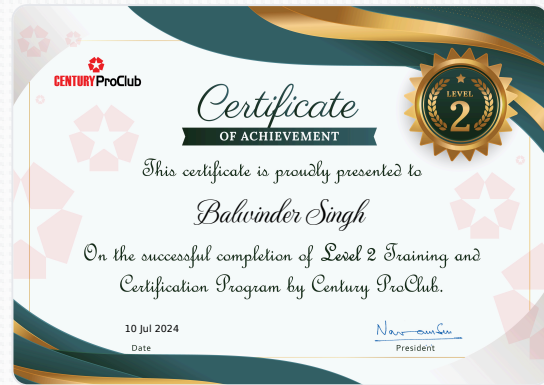 CENTURY ProClub
LEVEL
2
Certificate
OF ACHIEVEMENT
This certificate is proudly presented to
Balwinder Singh
On the successful completion of Level 2 Training and
Certification Program by Century ProClub.
10 Jul 2024
Date
President